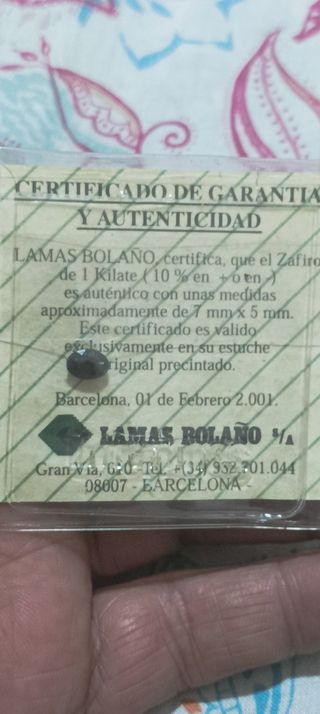 CERTIFICADO DE GARANTIA
Y AUTENTICIDAD
LAMAS BOLAÑO, certifica, que el Zafiro
de 1 Kilate ( 10 % en + o en -)
es auténtico con unas medidas
aproximadamente de 7 mm x 5 mm.
Este certificado es valido
exclusivamente en su estuche
original precintado.
Barcelona, 01 de Febrero 2.001.
LAMAS BOLAÑO S/A
Gran Via, Tel. +(34) 932 701.044
08007 - BARCELONA -